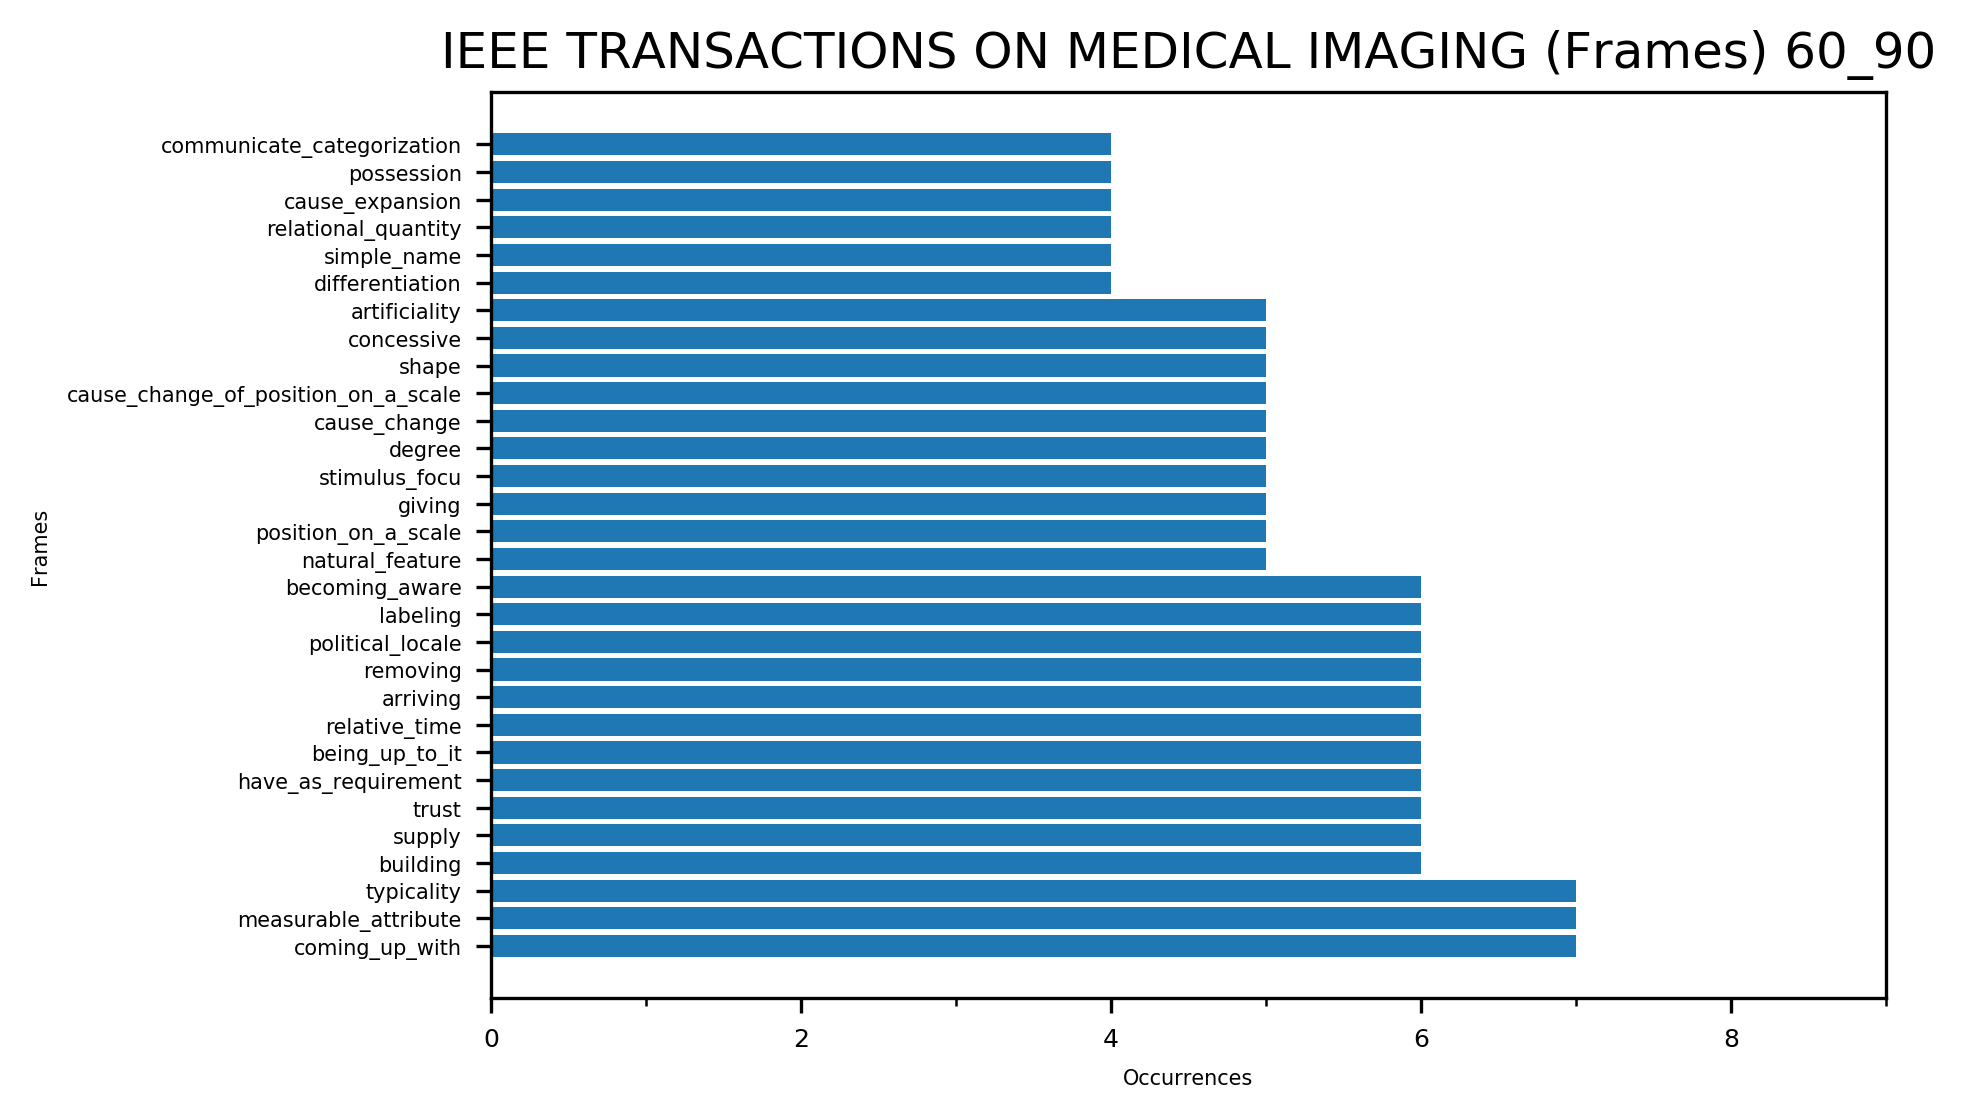 IEEE TRANSACTIONS ON MEDICAL IMAGING (Frames) 60_90
communicate_categorization
possession
cause_expansion
relational_quantity
simple_name
differentiation
artificiality
concessive
shape
cause_change_of_position_on_a_scale
cause_change
degree
stimulus_focu
giving
position_on_a_scale
natural_feature
becoming_aware
labeling
political_locale
removing
arriving
relative_time
being_up_to_it
have_as_requirement
trust
supply
building
typicality
measurable_attribute
coming_up_with
Frames
0 2 4 6 8
Occurrences